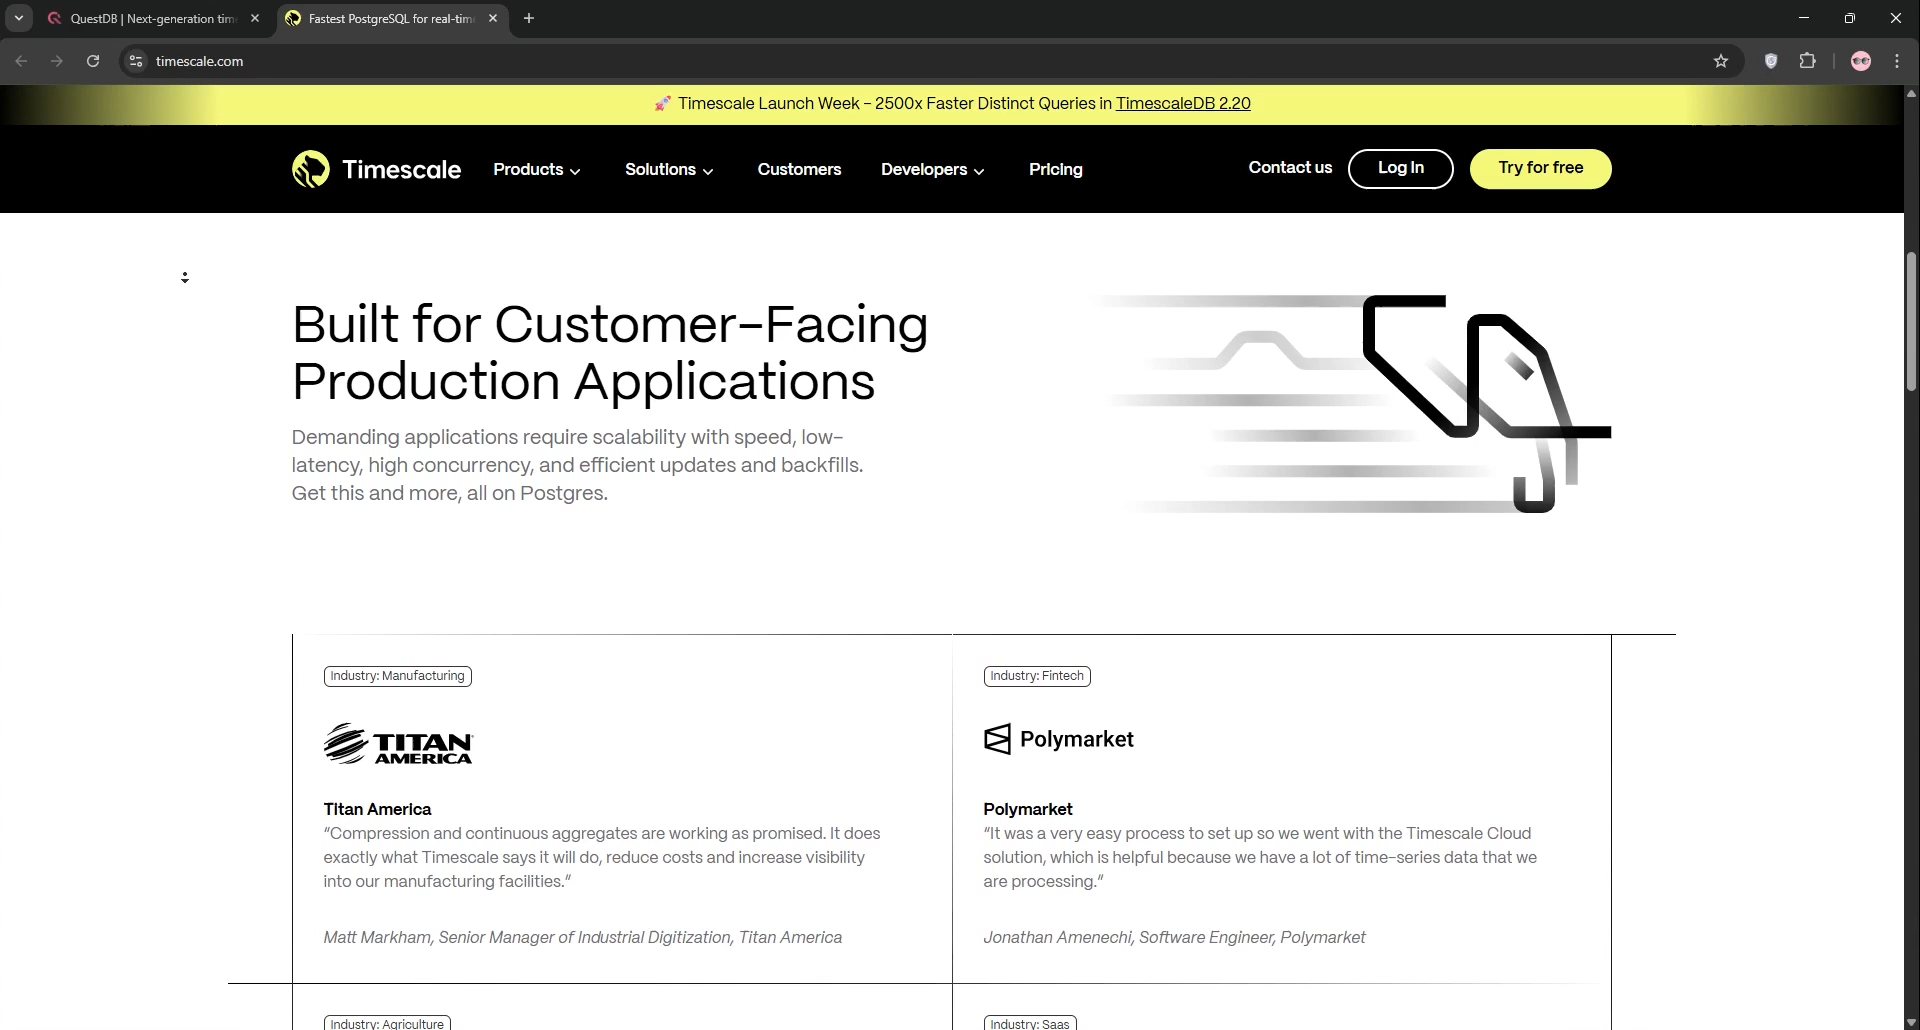 QuestDB | Next-generation tim
Fastest PostgreSQL for real-tim
timescale.com
🚀 Timescale Launch Week – 2500x Faster Distinct Queries in TimescaleDB 2.20
Timescale
Products
Solutions
Customers
Developers
Pricing
Contact us
Log In
Try for free
Built for Customer-Facing
Production Applications
Demanding applications require scalability with speed, low-
latency, high concurrency, and efficient updates and backfills.
Get this and more, all on Postgres.
Industry: Manufacturing
TITAN
AMERICA
TItan America
“Compression and continuous aggregates are working as promised. It does
exactly what Timescale says it will do, reduce costs and increase visibility
into our manufacturing facilities.”
Matt Markham, Senior Manager of Industrial Digitization, Titan America
Industry: Fintech
Polymarket
Polymarket
“It was a very easy process to set up so we went with the Timescale Cloud
solution, which is helpful because we have a lot of time-series data that we
are processing.”
Jonathan Amenechi, Software Engineer, Polymarket
Industry: Agriculture
Industry: Saas